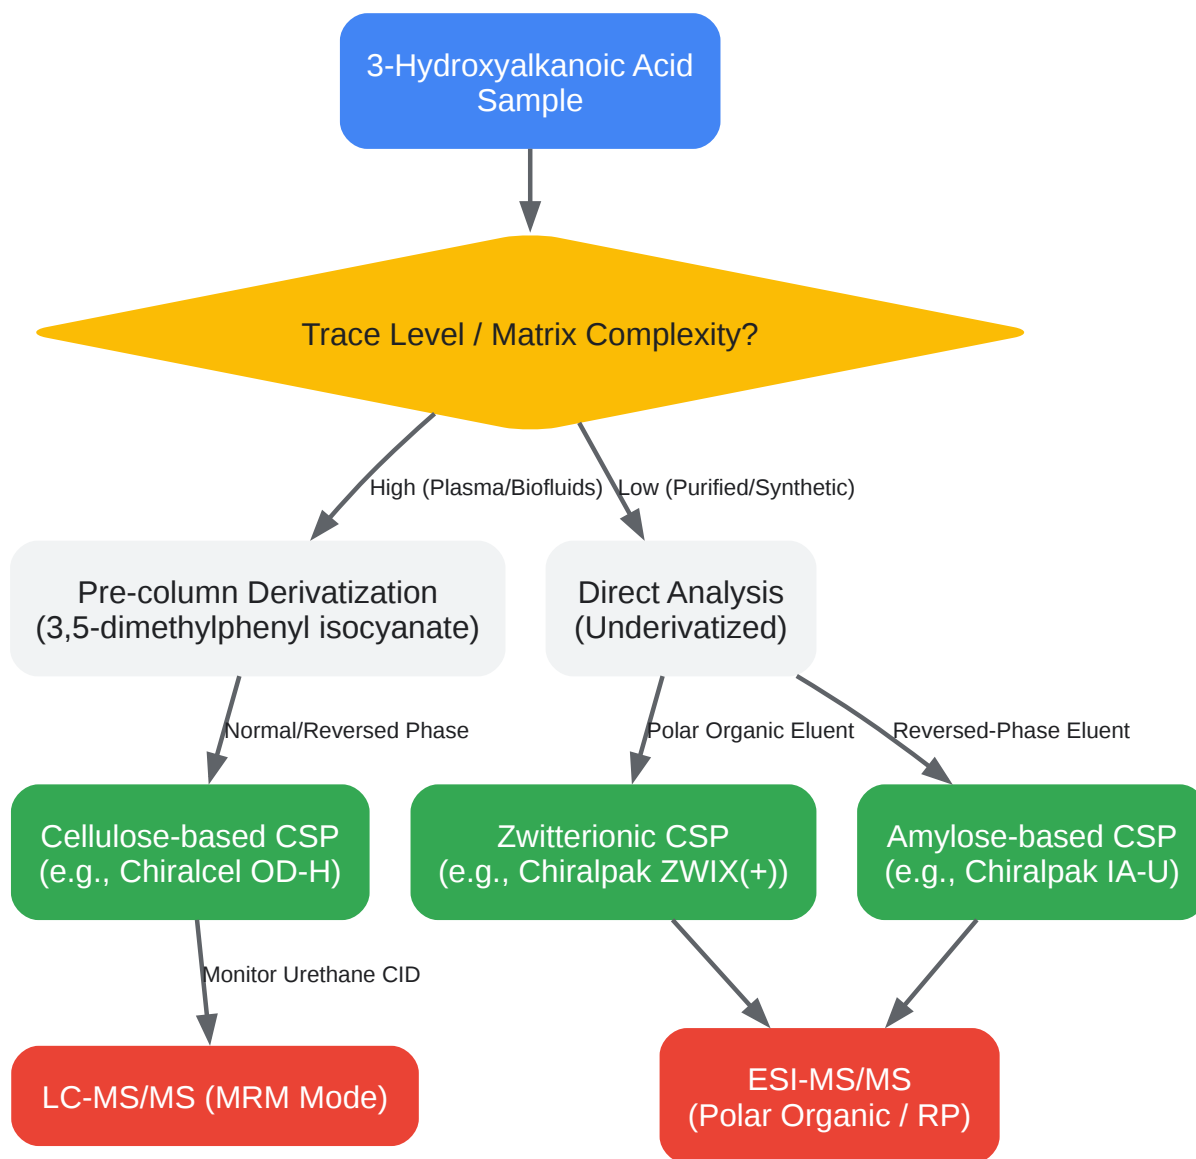 3-Hydroxyalkanoic Acid
Sample
Trace Level / Matrix Complexity?
High (Plasma/Biofluids)
Low (Purified/Synthetic)
Pre-column Derivatization
(3,5-dimethylphenyl isocyanate)
Direct Analysis
(Underivatized)
Normal/Reversed Phase
Polar Organic Eluent
Reversed-Phase Eluent
Cellulose-based CSP
(e.g., Chiralcel OD-H)
Zwitterionic CSP
(e.g., Chiralpak ZWIX(+))
Amylose-based CSP
(e.g., Chiralpak IA-U)
Monitor Urethane CID
LC-MS/MS (MRM Mode)
ESI-MS/MS
(Polar Organic / RP)